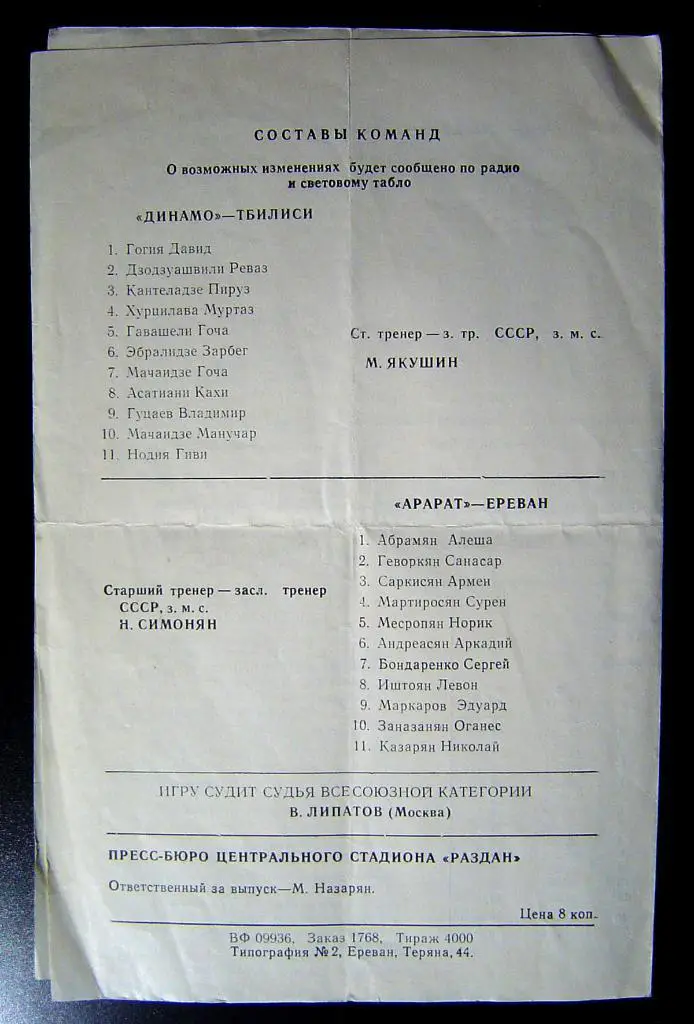 СОСТАВЫ КОМАНД
О возможных изменениях будет сообщено по радио
и световому табло
«ДИНАМО»—ТБИЛИСИ
1. Гогия Давид
2. Дзодзуашвили Реваз
3. Кантеладзе Пируз
4. Хурцилава Муртаз
5. Гавашели Гоча
6. Эбралидзе Зарбег
7. Мачаидзе Гоча
8. Асатиани Кахи
9. Гуцаев Владимир
10. Мачаидзе Манучар
11. Нодия Гиви
Ст. тренер — з. тр. СССР, з. м. с.
М. ЯКУШИН
«АРАРАТ»—ЕРЕВАН
1. Абрамян Алеша
2. Геворкян Санасар
3. Саркисян Армен
4. Мартиросян Сурен
5. Месропян Норик
6. Андреасян Аркадий
7. Бондаренко Сергей
8. Иштоян Левон
9. Маркаров Эдуард
10. Заназанян Оганес
11. Казарян Николай
Старший тренер — засл. тренер
СССР, з. м. с.
Н. СИМОНЯН
ИГРУ СУДИТ СУДЬЯ ВСЕСОЮЗНОЙ КАТЕГОРИИ
В. ЛИПАТОВ (Москва)
ПРЕСС-БЮРО ЦЕНТРАЛЬНОГО СТАДИОНА «РАЗДАН»
Ответственный за выпуск—М. Назарян.
Цена 8 коп.
ВФ 09936, Заказ 1768, Тираж 4000
Типография №2, Ереван, Теряна, 44.